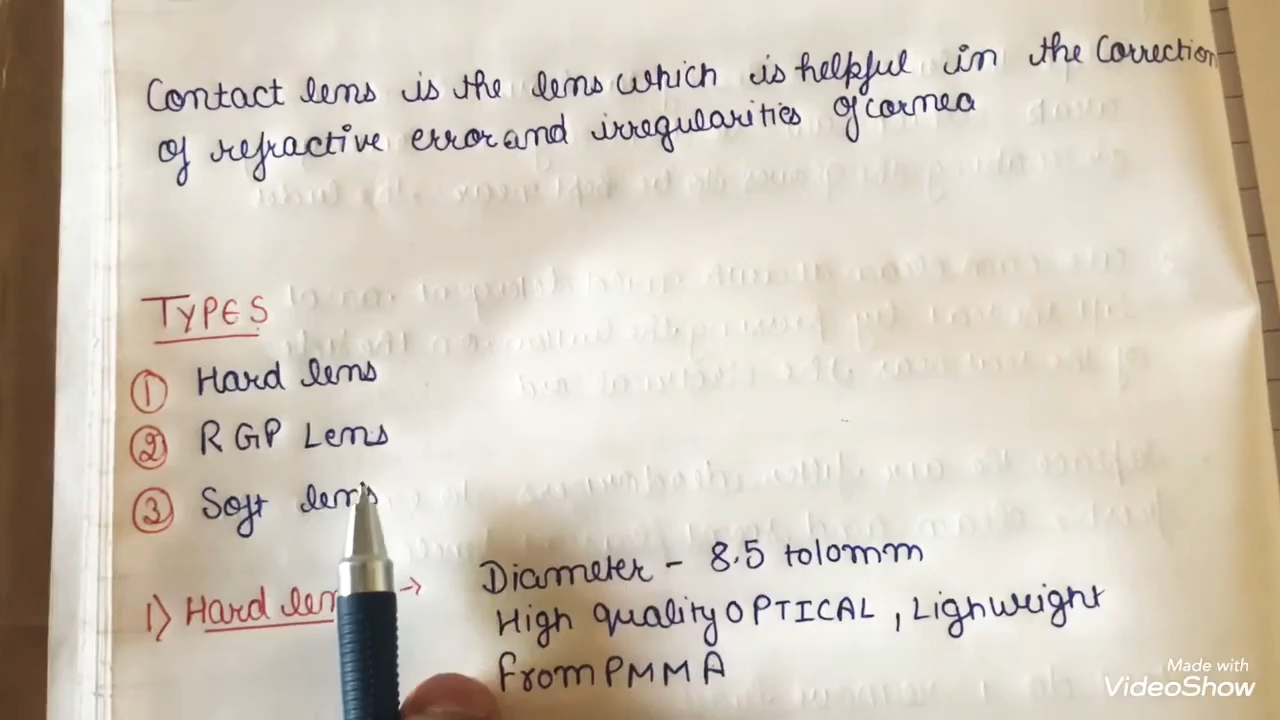 Contact lens is the lens which is helpful in the correction
of refractive error and irregularities of cornea
TYPES
① Hard lens
② RGP Lens
③ Soft lens
1) Hard len →
Diameter - 8.5 to 10mm
High quality OPTICAL, Lighweight
From PMMA
Made with
VideoShow